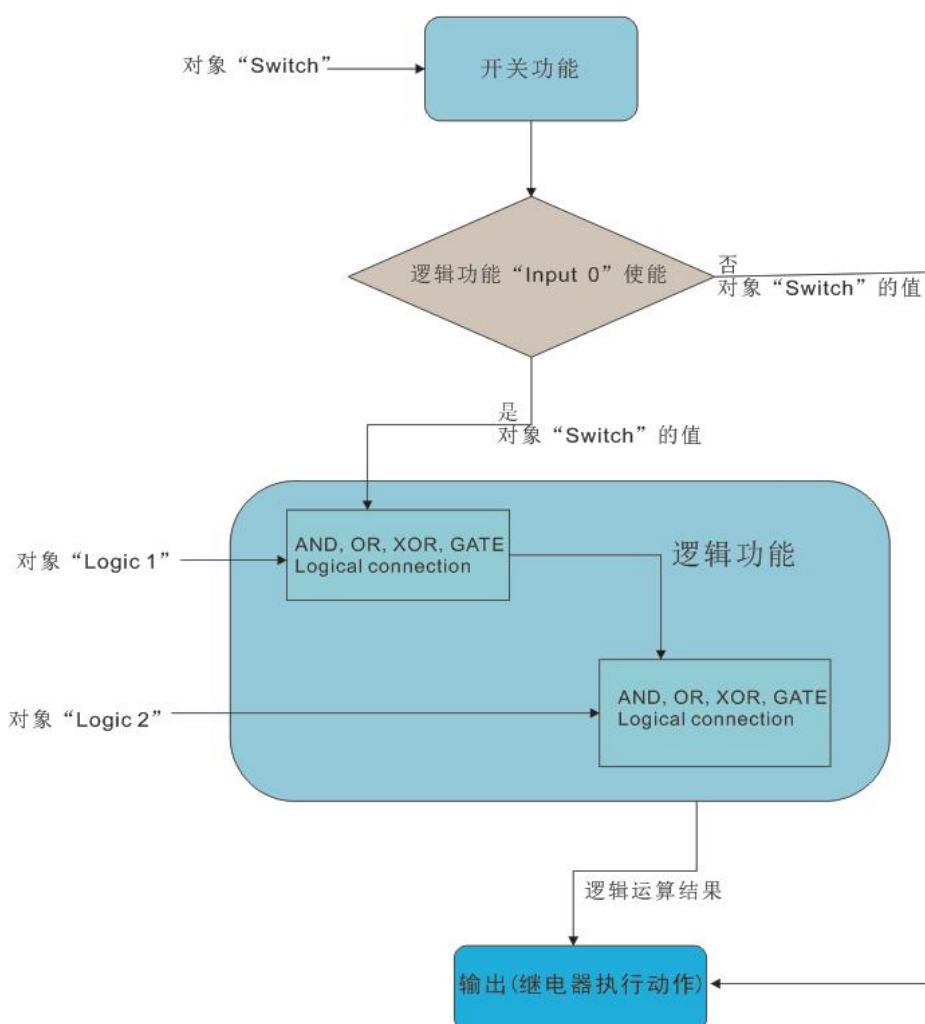 对象“Switch”
开关功能
逻辑功能“Input 0”使能
否
对象“Switch”的值
是
对象“Switch”的值
对象“Logic 1”
AND, OR, XOR, GATE
Logical connection
逻辑功能
对象“Logic 2”
AND, OR, XOR, GATE
Logical connection
逻辑运算结果
输出(继电器执行动作)